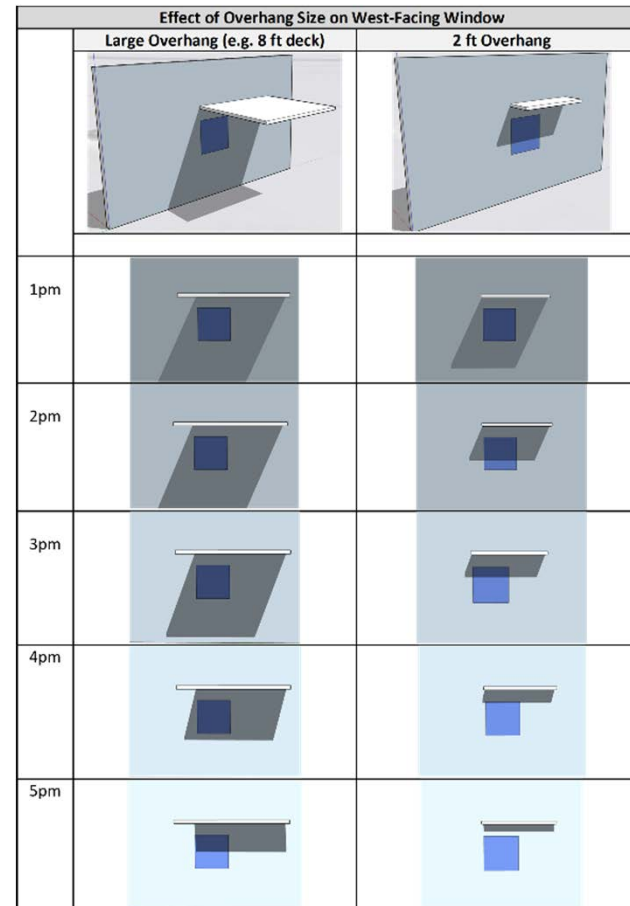 Effect of Overhang Size on West-Facing Window
Large Overhang (e.g. 8 ft deck) 2 ft Overhang
1pm
2pm
3pm
4pm
5pm